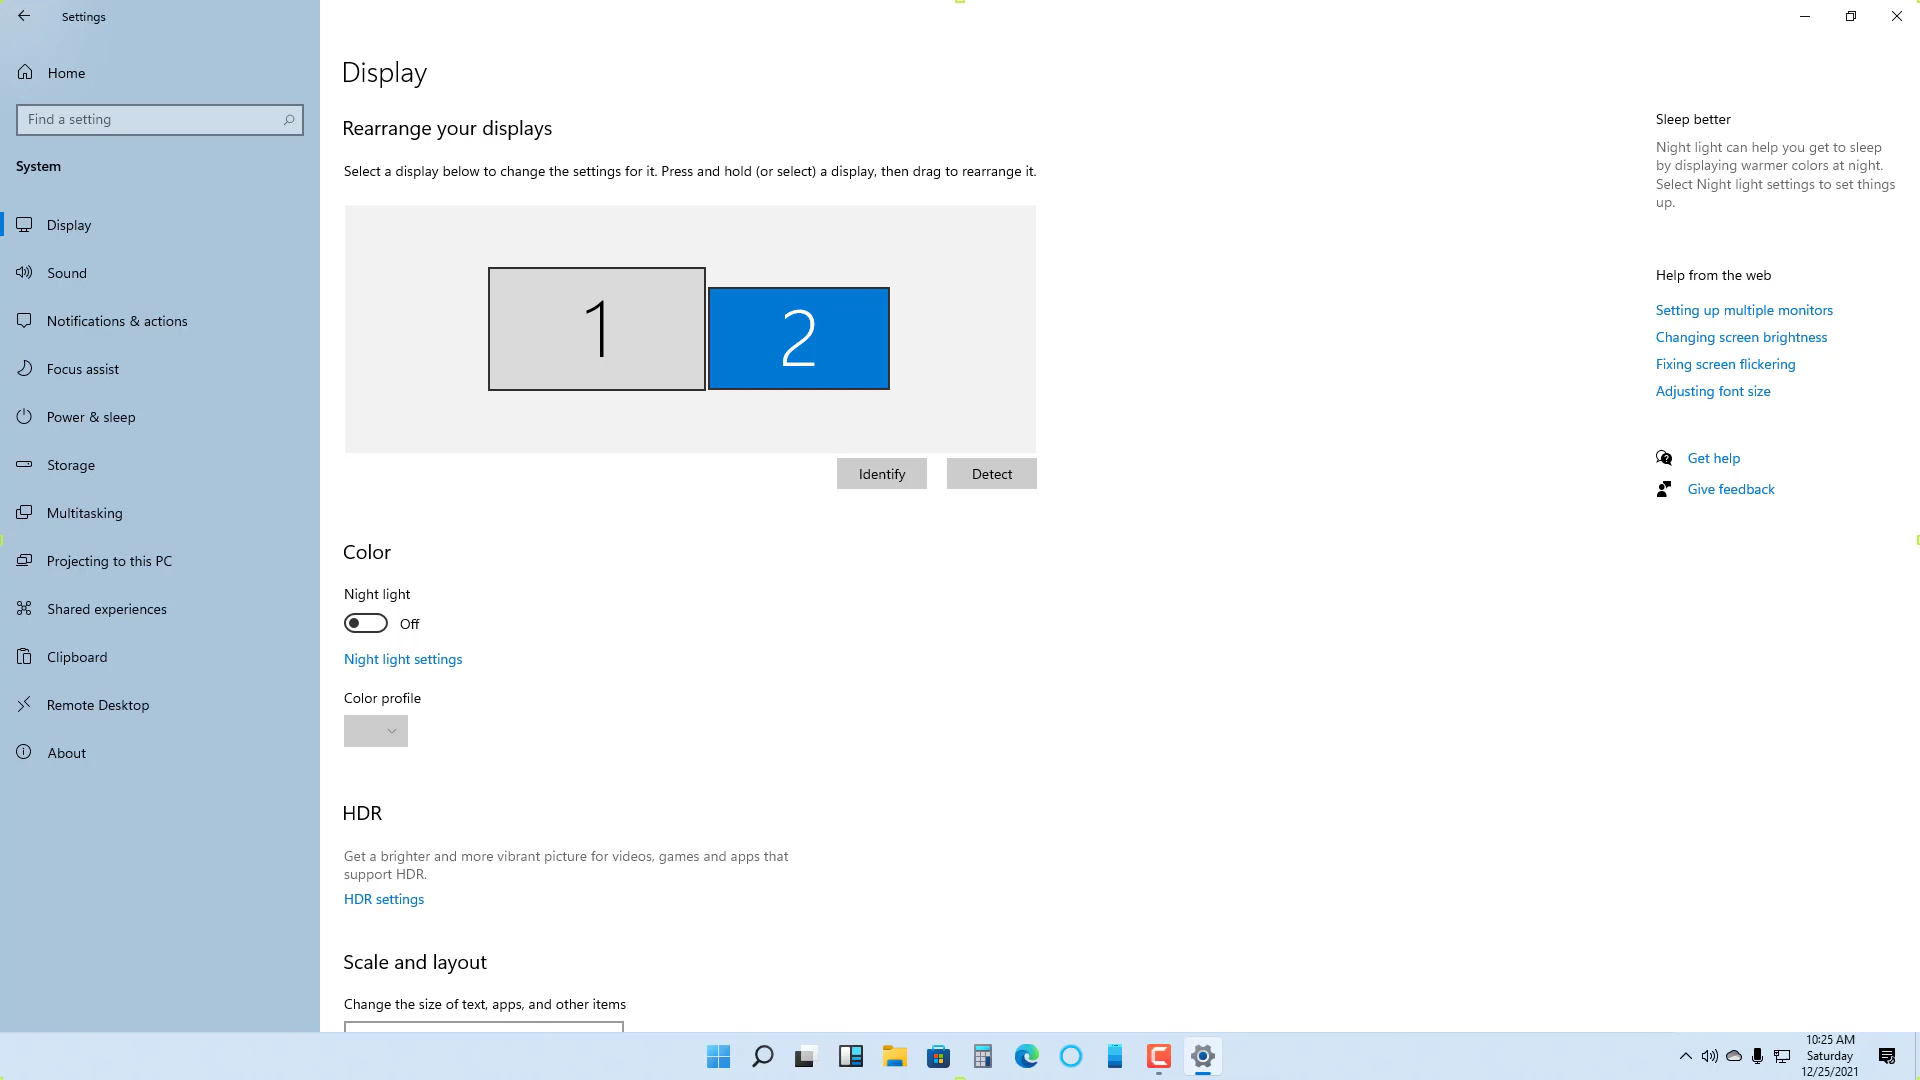 Settings
Home
Find a setting
System
Display
Sound
Notifications & actions
Focus assist
Power & sleep
Storage
Multitasking
Projecting to this PC
Shared experiences
Clipboard
Remote Desktop
About
Display
Rearrange your displays
Select a display below to change the settings for it. Press and hold (or select) a display, then drag to rearrange it.
1
2
Identify
Detect
Color
Night light
Off
Night light settings
Color profile
HDR
Get a brighter and more vibrant picture for videos, games and apps that
support HDR.
HDR settings
Scale and layout
Change the size of text, apps, and other items
Sleep better
Night light can help you get to sleep
by displaying warmer colors at night.
Select Night light settings to set things
up.
Help from the web
Setting up multiple monitors
Changing screen brightness
Fixing screen flickering
Adjusting font size
Get help
Give feedback
10:25 AM
Saturday
12/25/2021